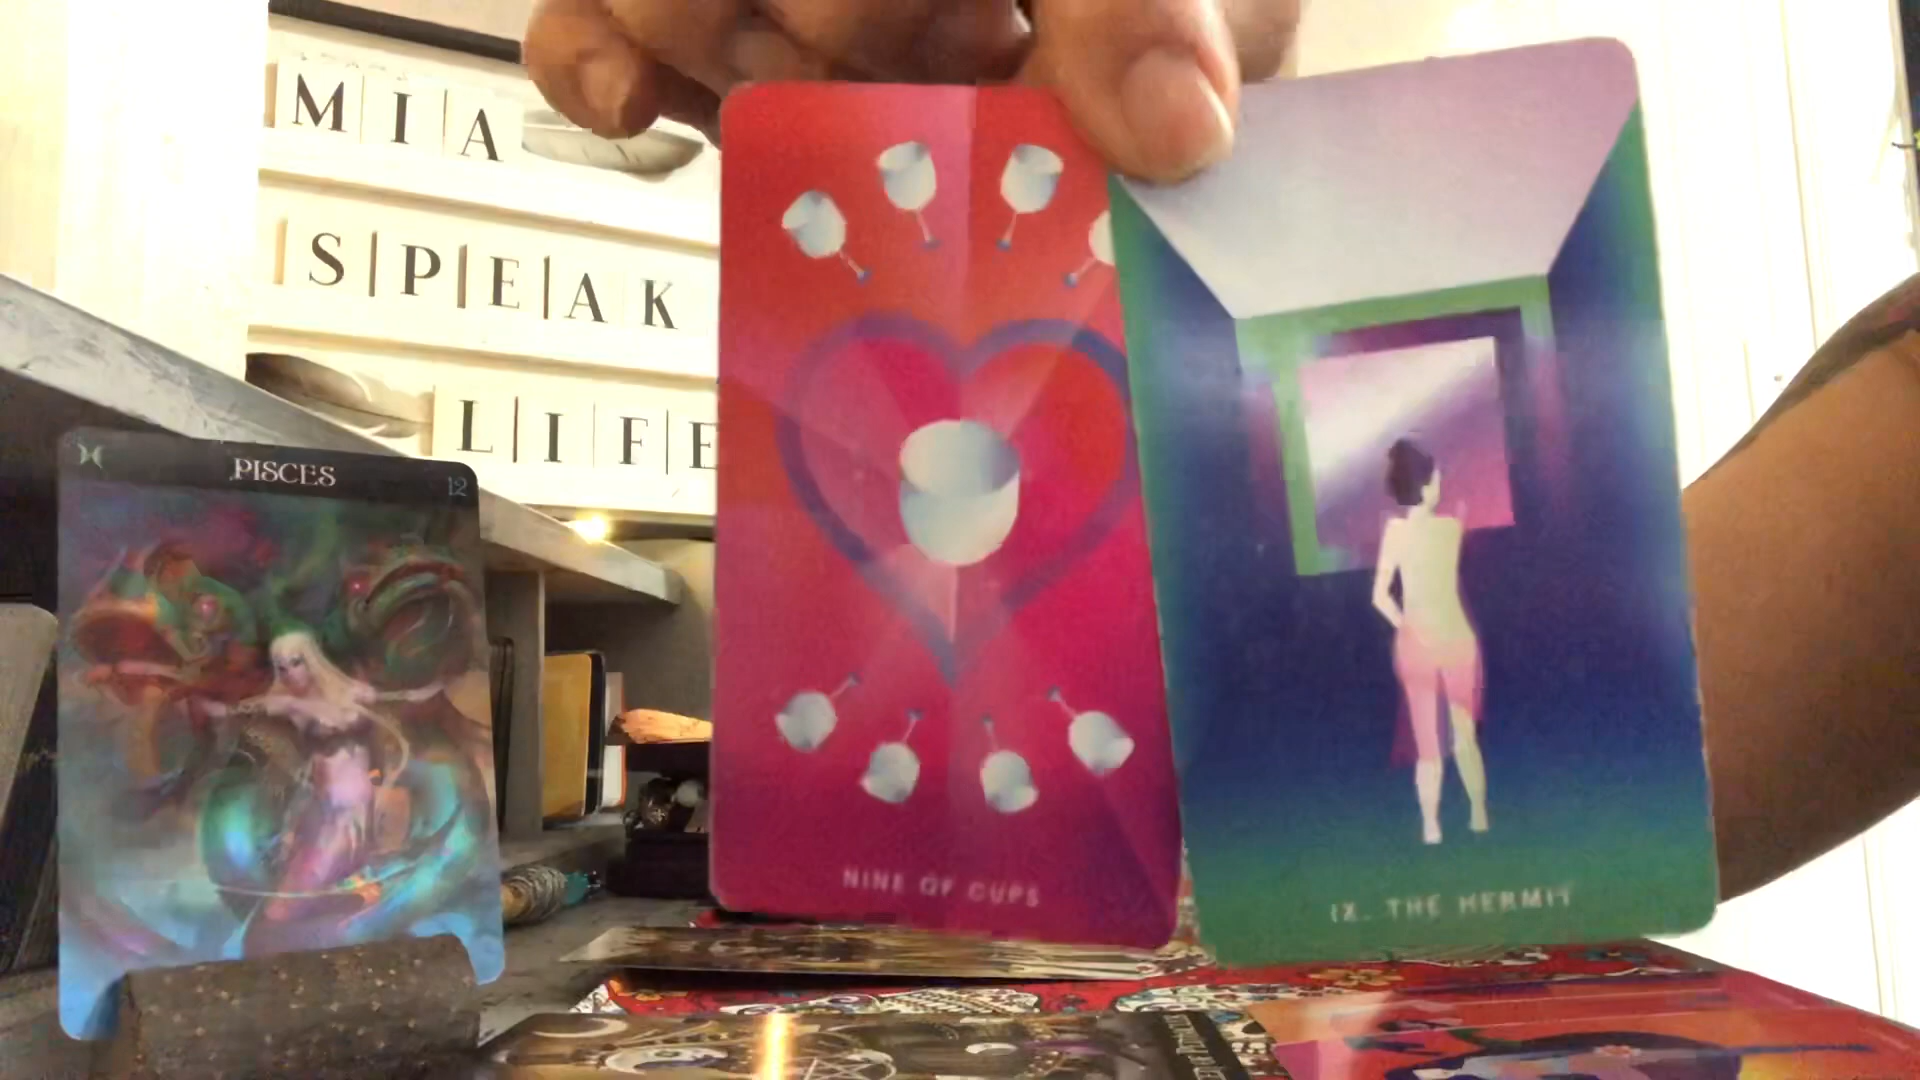 MIA
SPEAK
LIFE
PISCES
12
NINE OF CUPS
IX. THE HERMIT